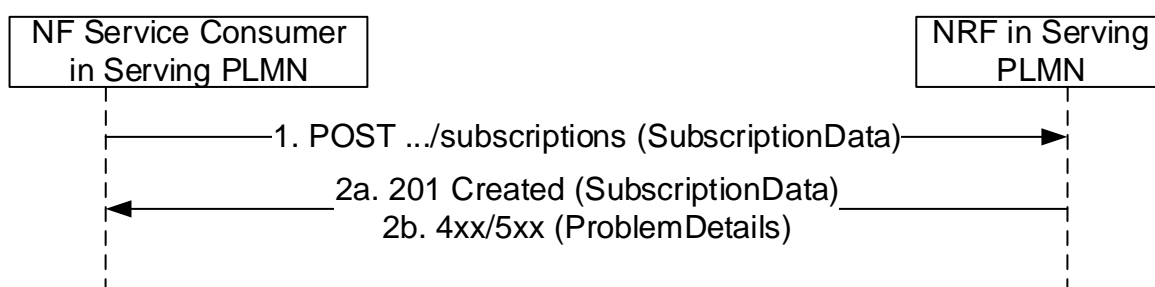 NF Service Consumer
in Serving PLMN
NRF in Serving
PLMN
1. POST .../subscriptions (SubscriptionData)
2a. 201 Created (SubscriptionData)
2b. 4xx/5xx (ProblemDetails)